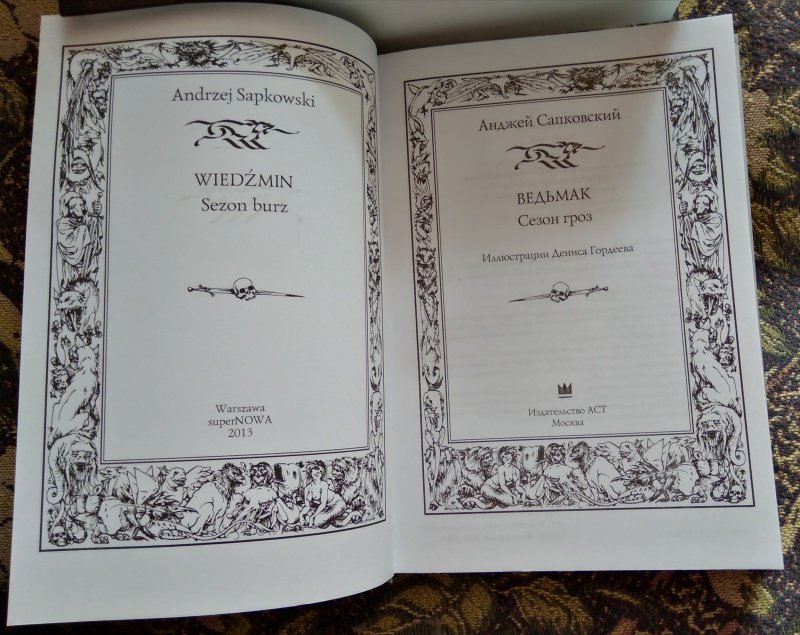 Andrzej Sapkowski
WIEDŹMIN
Sezon burz
Warszawa
superNOWA
2013
Анджей Сапковский
ВЕДЬМАК
Сезон гроз
Иллюстрации Дениса Гордеева
Издательство АСТ
Москва